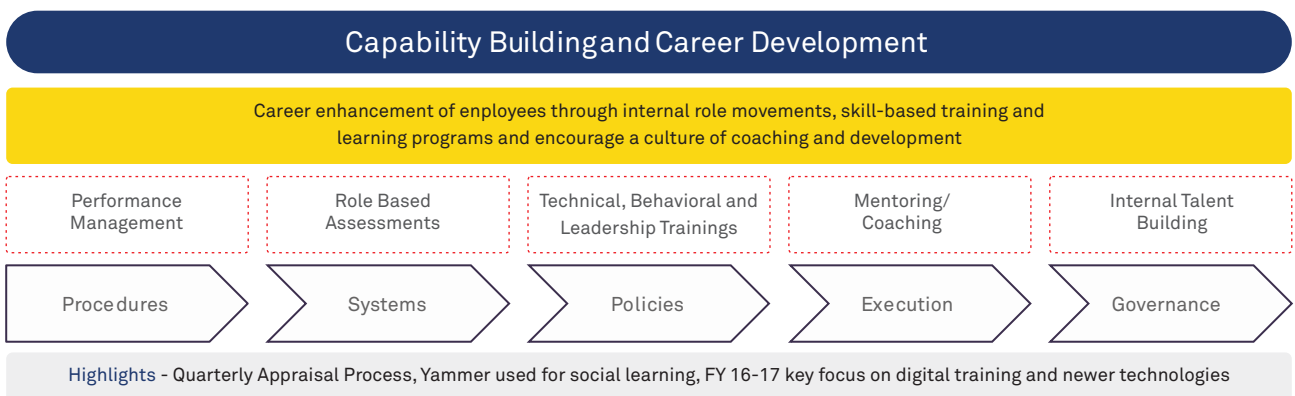 Capability Building and Career Development
Career enhancement of enployees through internal role movements, skill-based training and
learning programs and encourage a culture of coaching and development
Performance
Management
Role Based
Assessments
Technical, Behavioral and
Leadership Trainings
Mentoring/
Coaching
Internal Talent
Building
Procedures
Systems
Policies
Execution
Governance
Highlights - Quarterly Appraisal Process, Yammer used for social learning, FY 16-17 key focus on digital training and newer technologies